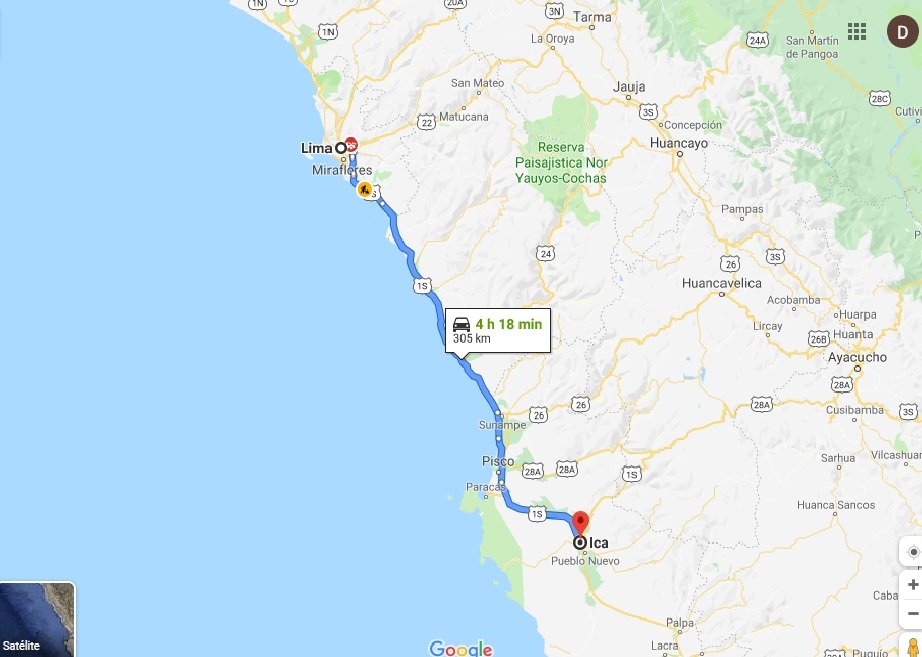 1N
20A
3N
Tarma
1N
La Oroya
24A
San Martín
de Pangoa
D
San Mateo
Jauja
28C
Matucana
22
3S
Concepción
Huancayo
Lima
Reserva
Paisajística Nor
Yauyos-Cochas
Miraflores
Pampas
24
26
3S
1S
Huancavelica
Acobamba
Huarpa
4 h 18 min
305 km
Lircay
26B
Huanta
Ayacucho
28A
26
26
28A
Cusibamba
3S
Sunampe
Pisco
28A
28A
1S
Sarhua
Vilcashuar
Paracas
1S
Huanca Sancos
Ica
Pueblo Nuevo
Palpa
Lacra
Satélite
Google